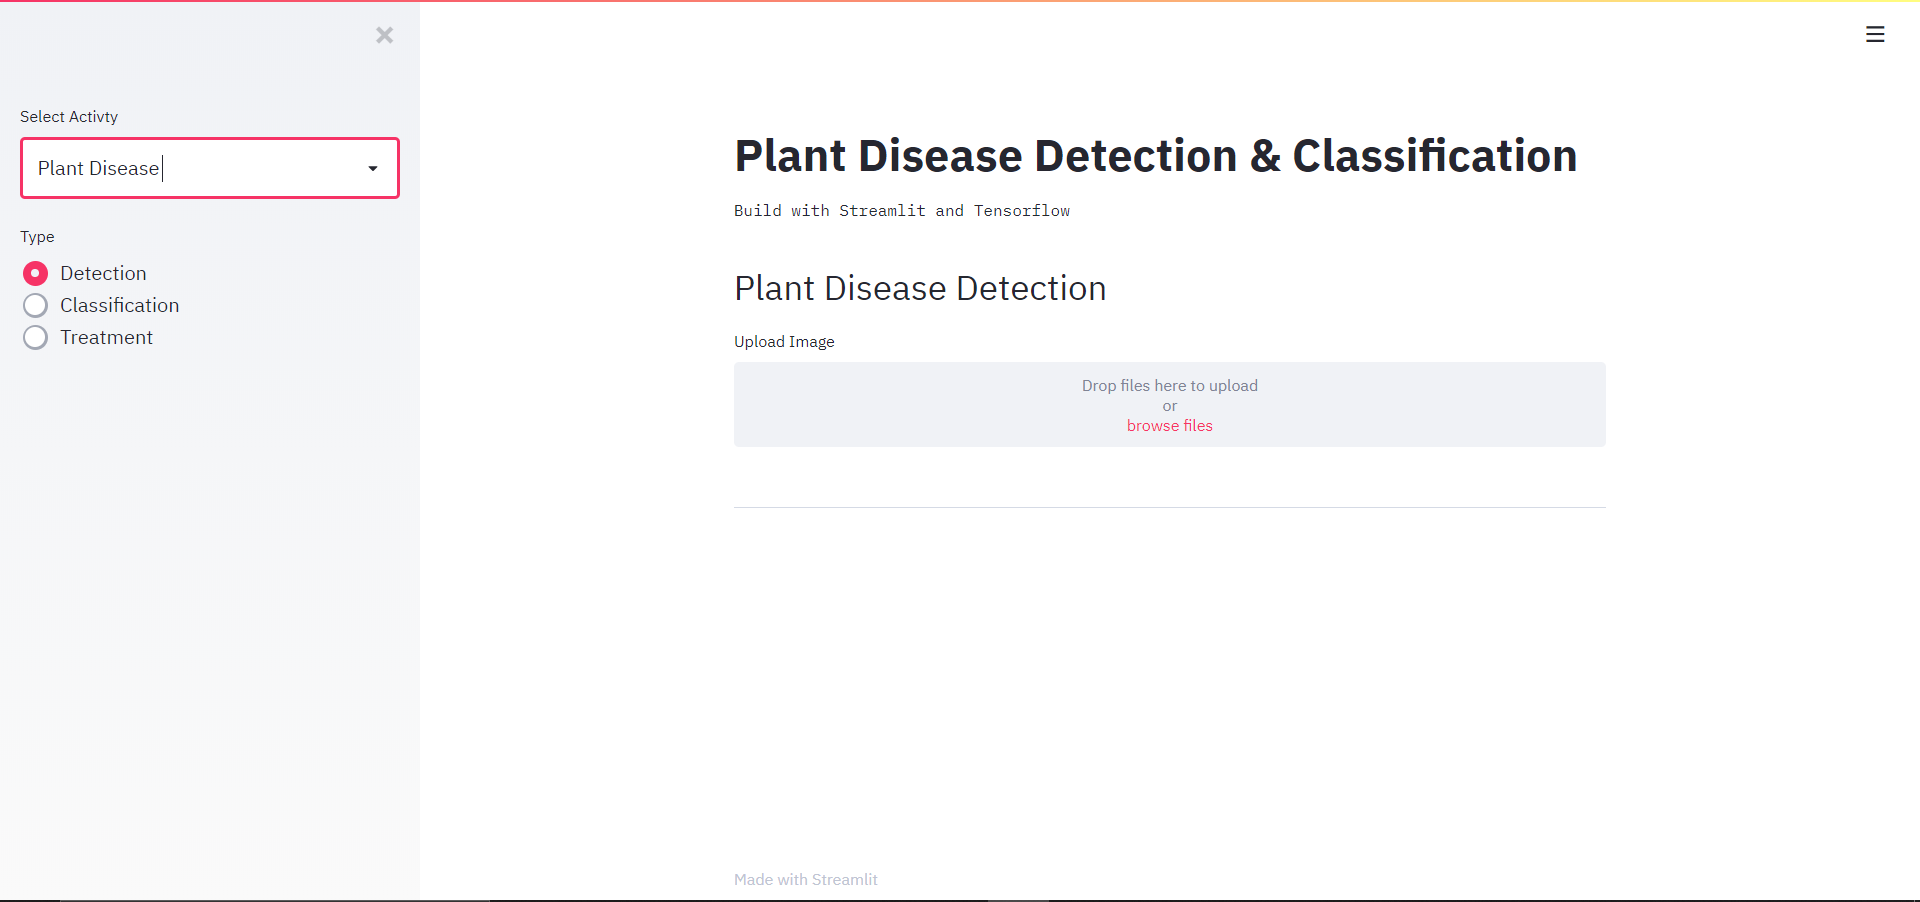 Select Activty
Plant Disease
Type
Detection
Classification
Treatment
Plant Disease Detection & Classification
Build with Streamlit and Tensorflow
Plant Disease Detection
Upload Image
Drop files here to upload
or
browse files
Made with Streamlit